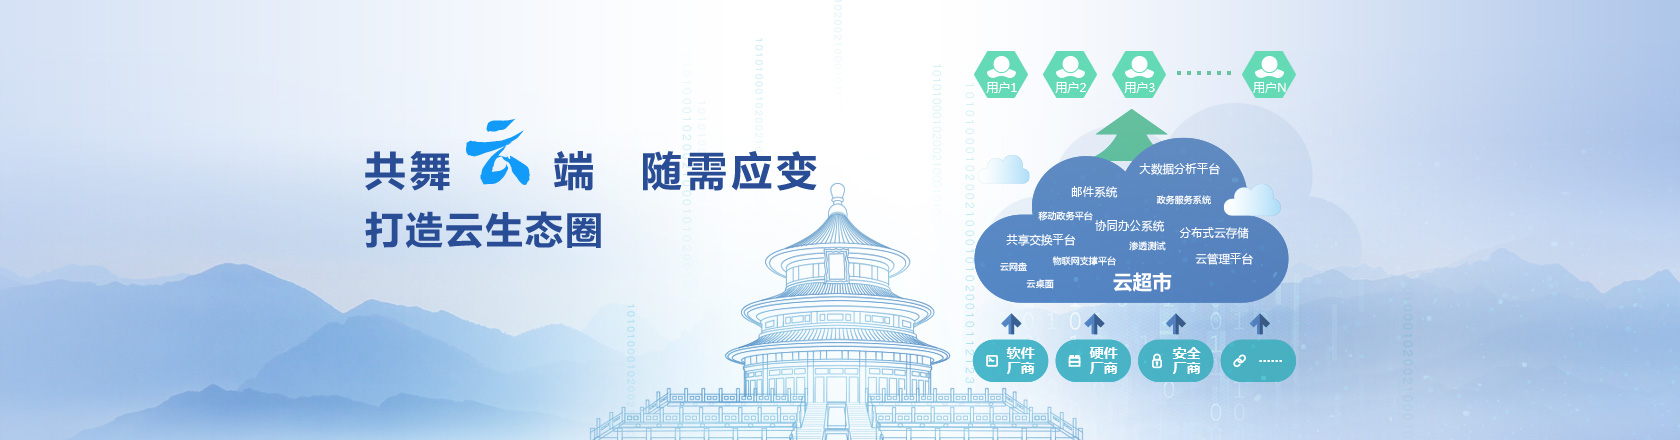 共舞云端 随需应变
打造云生态圈
用户1 用户2 用户3 用户N
大数据分析平台
邮件系统
政务服务系统
移动政务平台
协同办公系统
分布式云存储
共享交换平台
渗透测试
云网盘
物联网支撑平台
云管理平台
云桌面
云超市
软件
厂商
硬件
厂商
安全
厂商
······